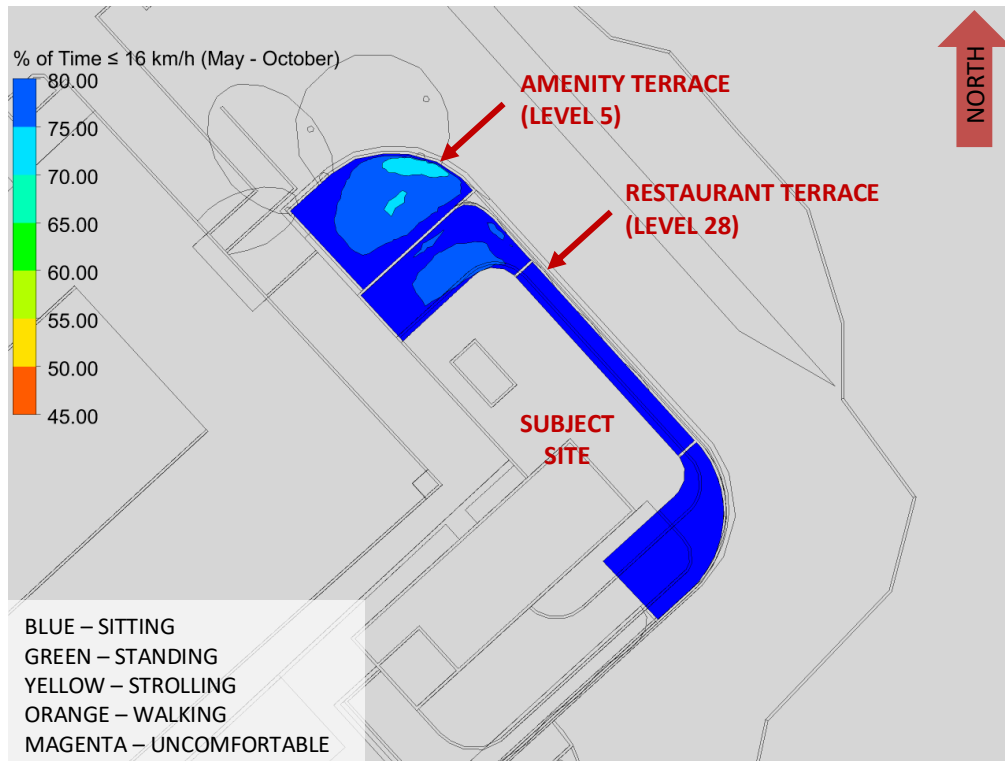 % of Time ≤ 16 km/h (May - October)
80.00
75.00
70.00
65.00
60.00
55.00
50.00
45.00
AMENITY TERRACE
(LEVEL 5)
RESTAURANT TERRACE
(LEVEL 28)
NORTH
SUBJECT
SITE
BLUE – SITTING
GREEN – STANDING
YELLOW – STROLLING
ORANGE – WALKING
MAGENTA – UNCOMFORTABLE